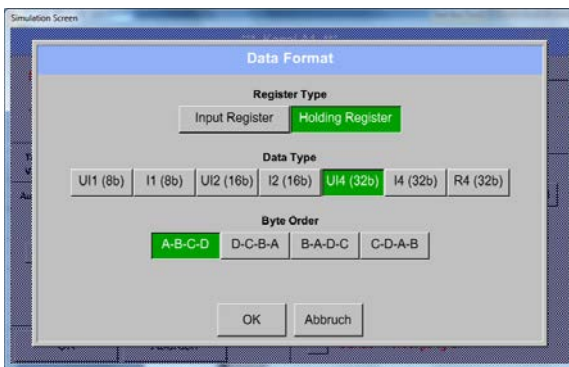 Simulation Screen
Data Format
Register Type
Input Register Holding Register
Data Type
UI1 (8b) I1 (8b) UI2 (16b) I2 (16b) UI4 (32b) I4 (32b) R4 (32b)
Byte Order
A-B-C-D D-C-B-A B-A-D-C C-D-A-B
OK Abbruch